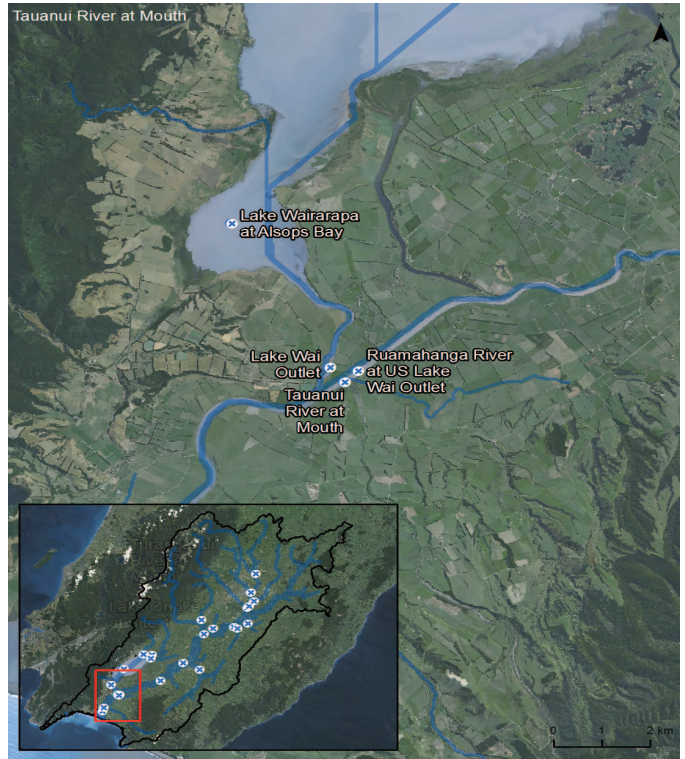 Tauanui River at Mouth
N
Lake Wairarapa
at Alsops Bay
Lake Wai
Outlet
Ruamahanga River
at US Lake
Wai Outlet
Tauanui
River at
Mouth
0 1 2 km